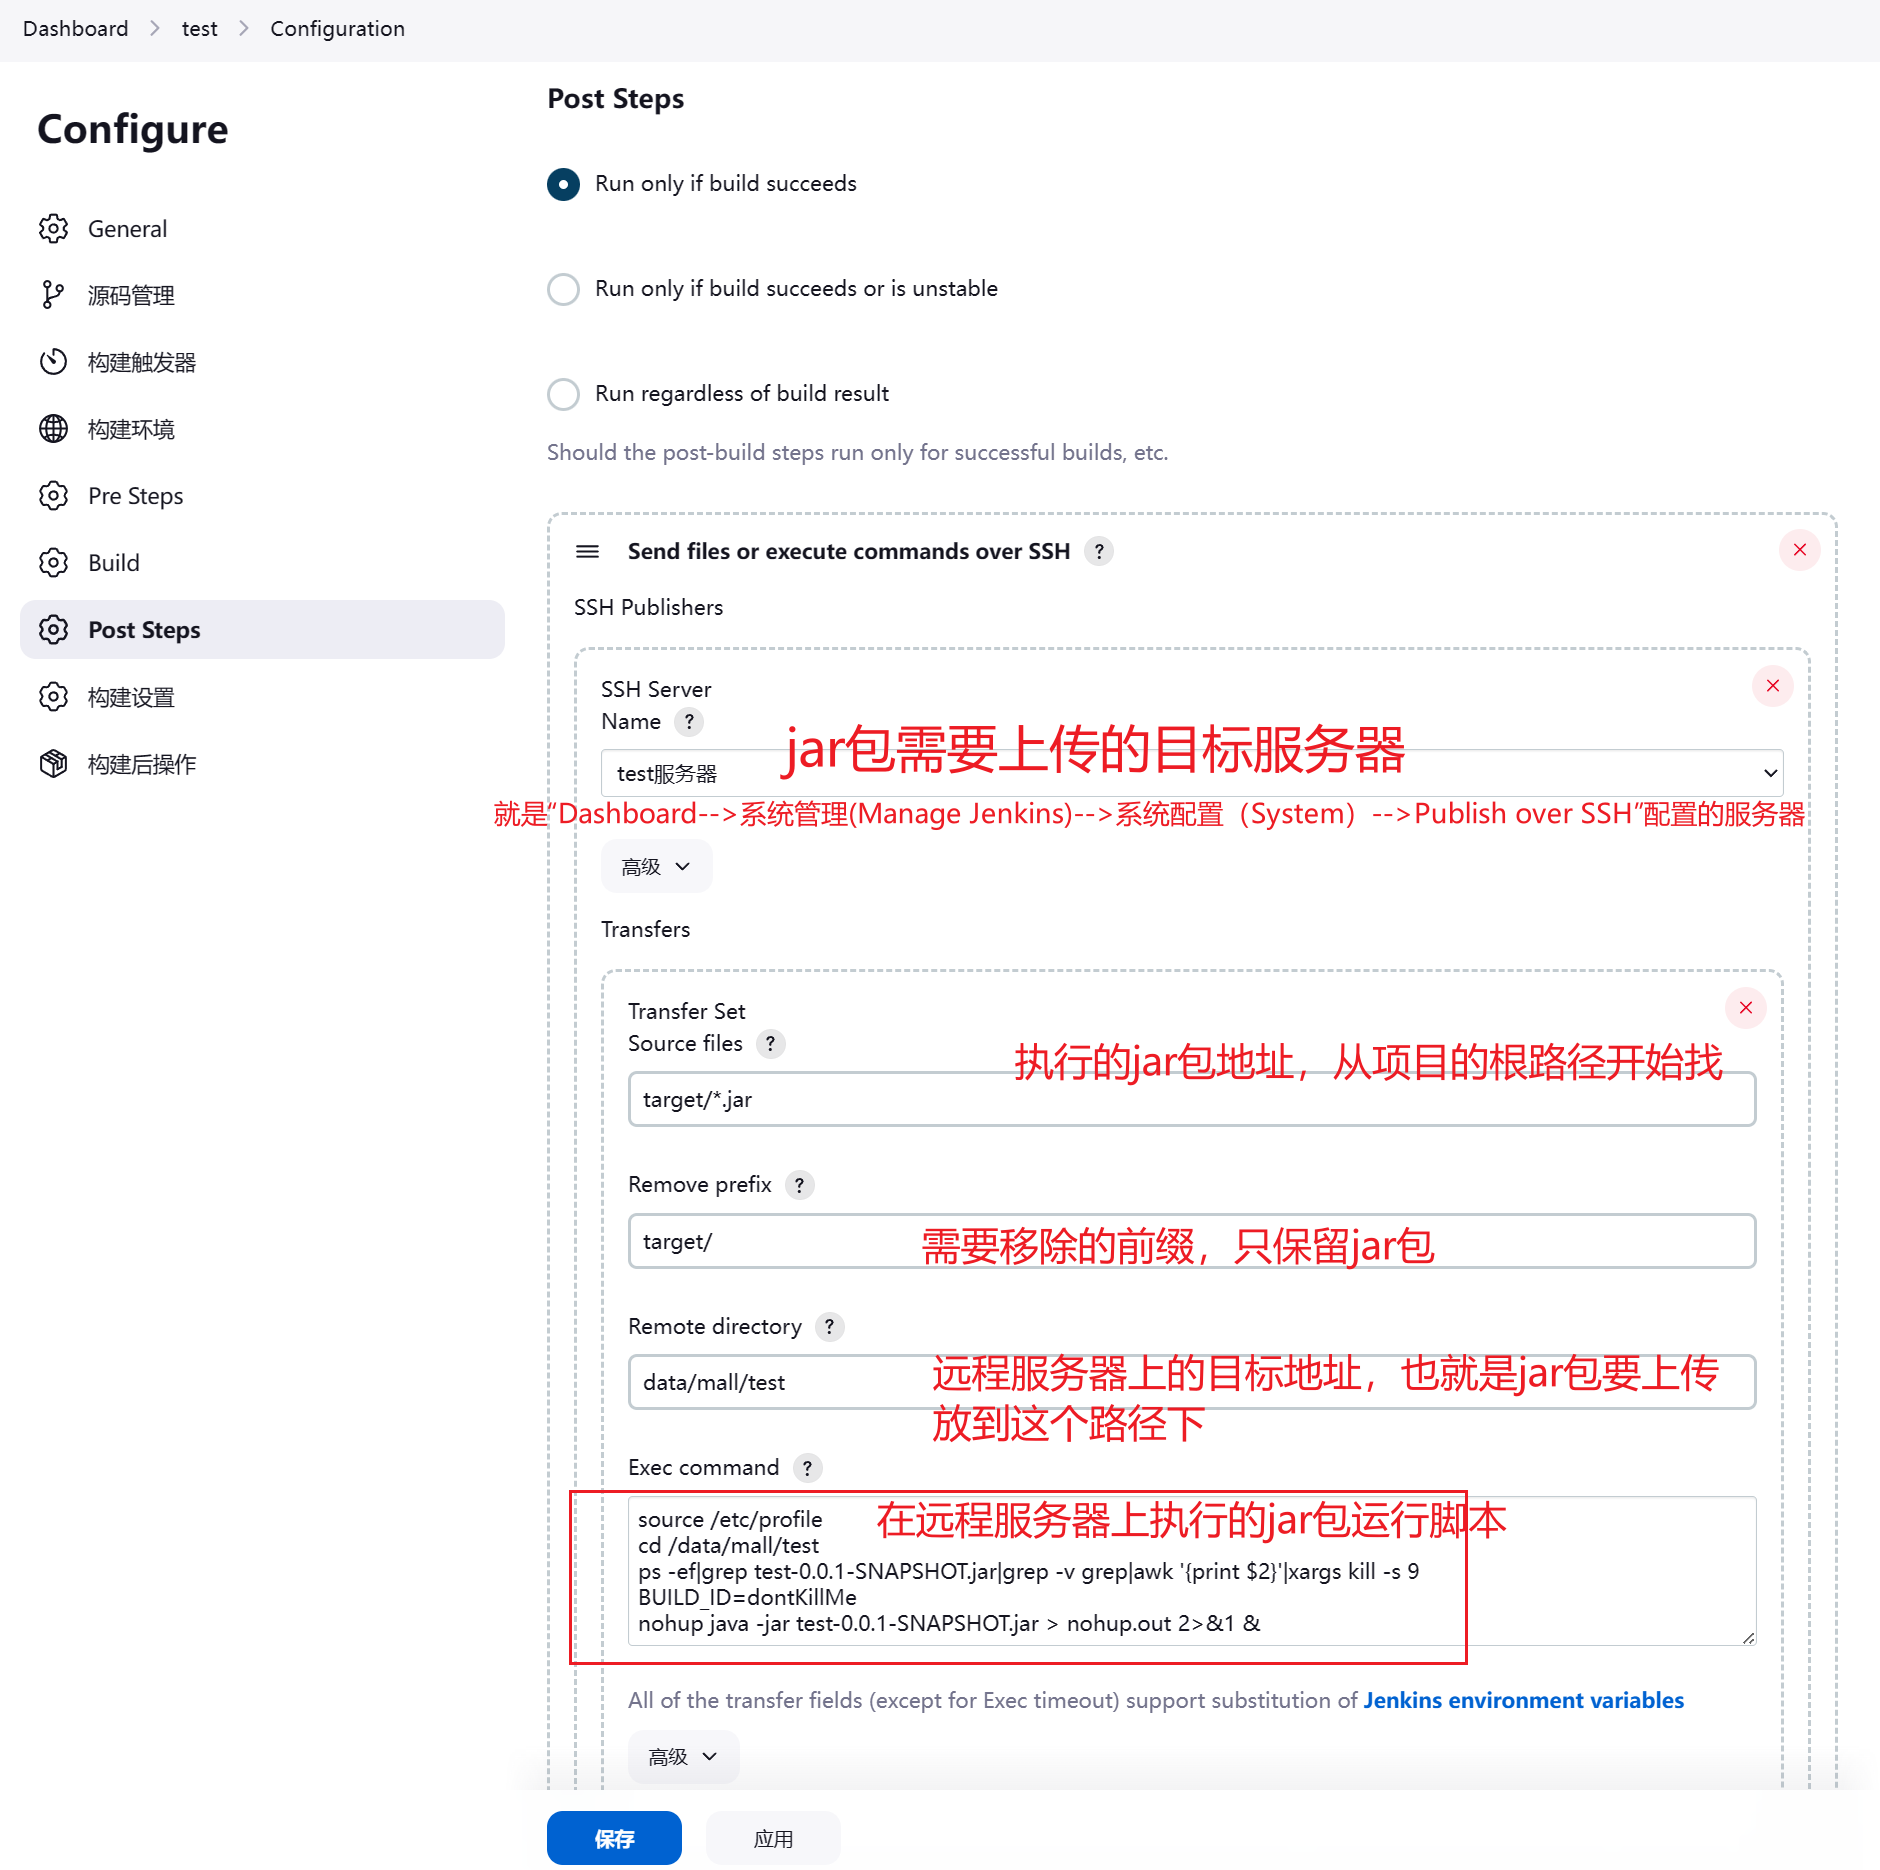 Dashboard > test > Configuration
Configure
General
源码管理
构建触发器
构建环境
Pre Steps
Build
Post Steps
构建设置
构建后操作
Post Steps
Run only if build succeeds
Run only if build succeeds or is unstable
Run regardless of build result
Should the post-build steps run only for successful builds, etc.
Send files or execute commands over SSH ?
SSH Publishers
SSH Server
Name ?
jar包需要上传的目标服务器
test服务器
就是“Dashboard-->系统管理(Manage Jenkins)-->系统配置（System）-->Publish over SSH”配置的服务器
高级
Transfers
Transfer Set
Source files ?
执行的jar包地址，从项目的根路径开始找
target/*.jar
Remove prefix ?
target/
需要移除的前缀，只保留jar包
Remote directory ?
data/mall/test
远程服务器上的目标地址，也就是jar包要上传
放到这个路径下
Exec command ?
在远程服务器上执行的jar包运行脚本
source /etc/profile
cd /data/mall/test
ps -ef|grep test-0.0.1-SNAPSHOT.jar|grep -v grep|awk '{print $2}'|xargs kill -s 9
BUILD_ID=dontKillMe
nohup java -jar test-0.0.1-SNAPSHOT.jar > nohup.out 2>&1 &
All of the transfer fields (except for Exec timeout) support substitution of Jenkins environment variables
高级
保存
应用